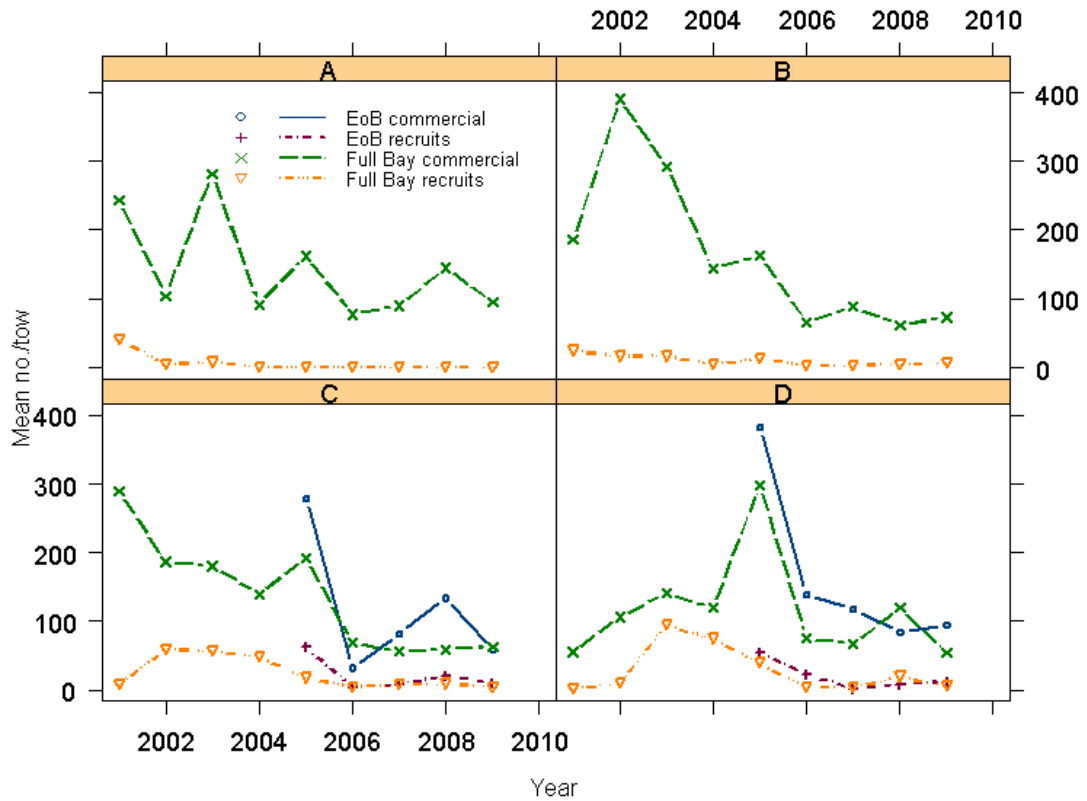 2002 2004 2006 2008 2010
A B
EoB commercial
EoB recruits
Full Bay commercial
Full Bay recruits
400
300
200
100
0
Mean no./tow
C D
400
300
200
100
0
2002 2004 2006 2008 2010
Year